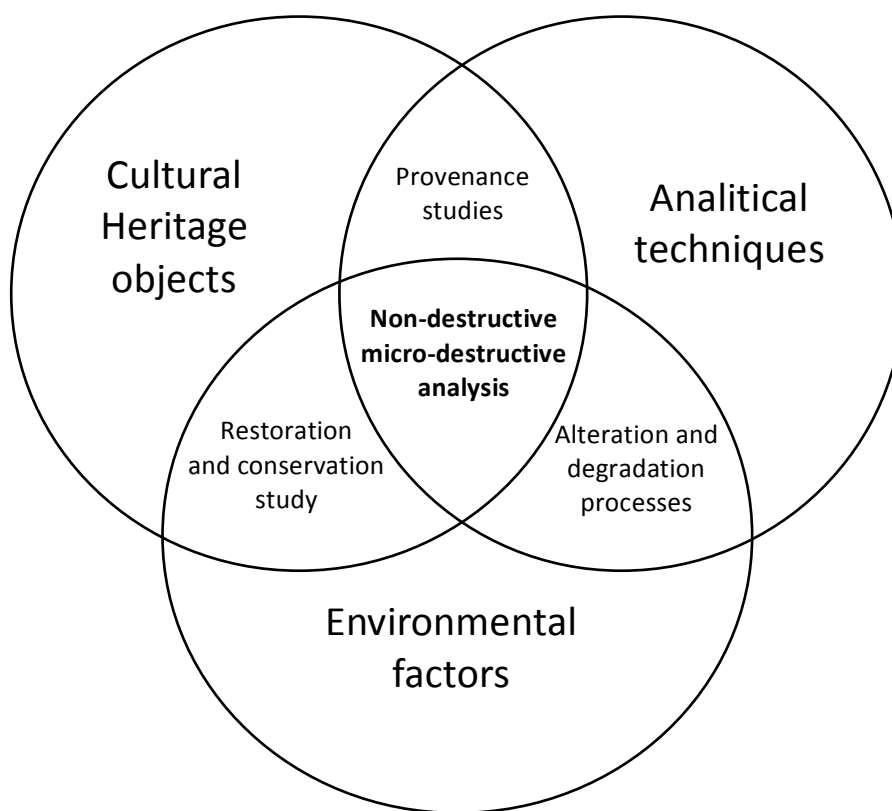 Cultural
Heritage
objects
Provenance
studies
Analitical
techniques
Non-destructive
micro-destructive
analysis
Restoration
and conservation
study
Alteration and
degradation
processes
Environmental
factors